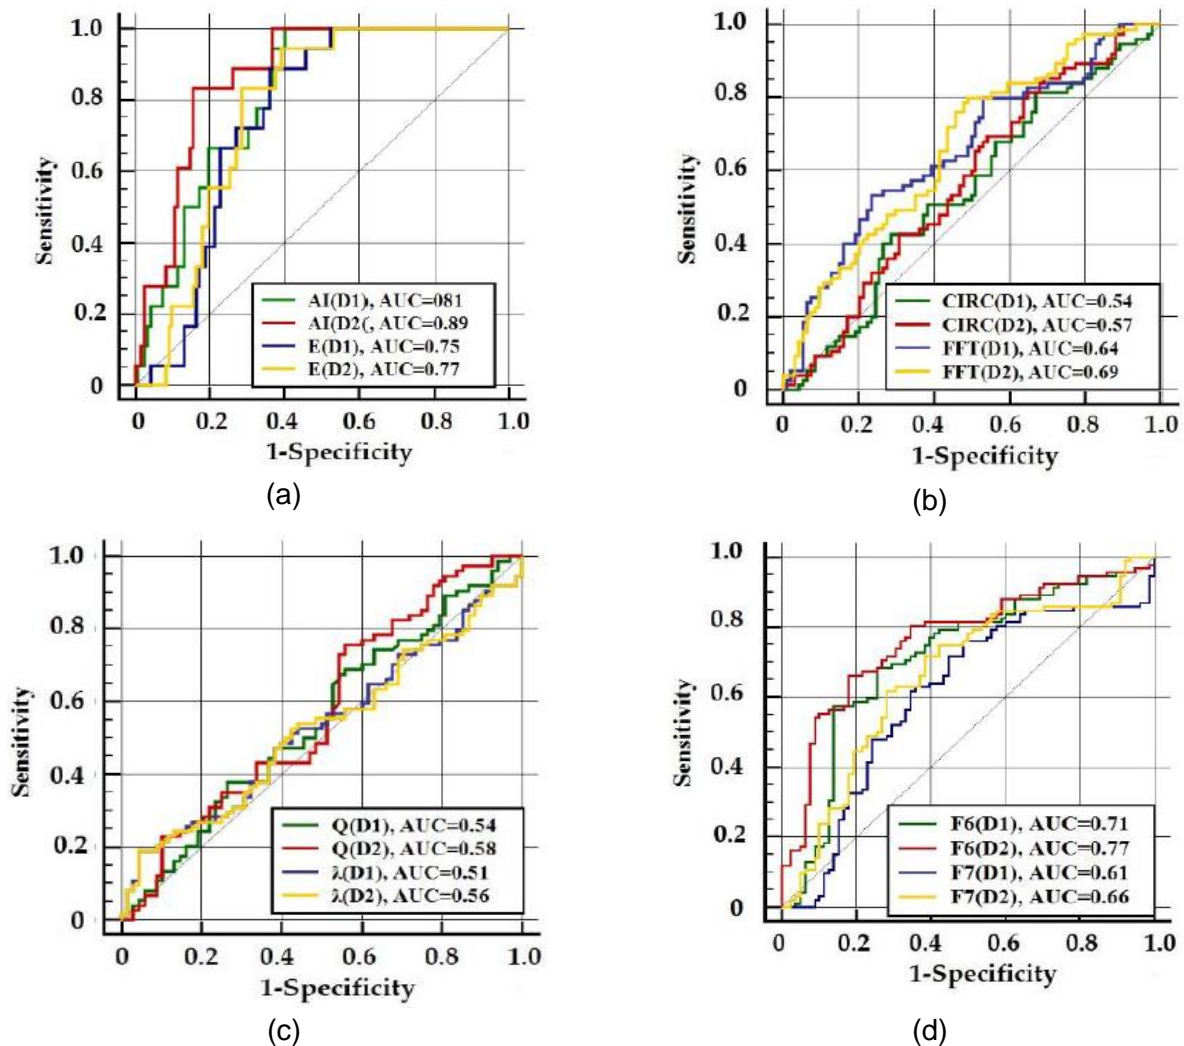 1.0
0.8
0.6
0.4
0.2
0
Sensitivity
AI(D1), AUC=081
AI(D2(, AUC=0.89
E(D1), AUC=0.75
E(D2), AUC=0.77
0 0.2 0.4 0.6 0.8 1.0
1-Specificity
(a)
1.0
0.8
0.6
0.4
0.2
0
Sensitivity
CIRC(D1), AUC=0.54
CIRC(D2), AUC=0.57
FFT(D1), AUC=0.64
FFT(D2), AUC=0.69
0 0.2 0.4 0.6 0.8 1.0
1-Specificity
(b)
1.0
0.8
0.6
0.4
0.2
0
Sensitivity
Q(D1), AUC=0.54
Q(D2), AUC=0.58
λ(D1), AUC=0.51
λ(D2), AUC=0.56
0 0.2 0.4 0.6 0.8 1.0
1-Specificity
(c)
1.0
0.8
0.6
0.4
0.2
0
Sensitivity
F6(D1), AUC=0.71
F6(D2), AUC=0.77
F7(D1), AUC=0.61
F7(D2), AUC=0.66
0 0.2 0.4 0.6 0.8 1.0
1-Specificity
(d)